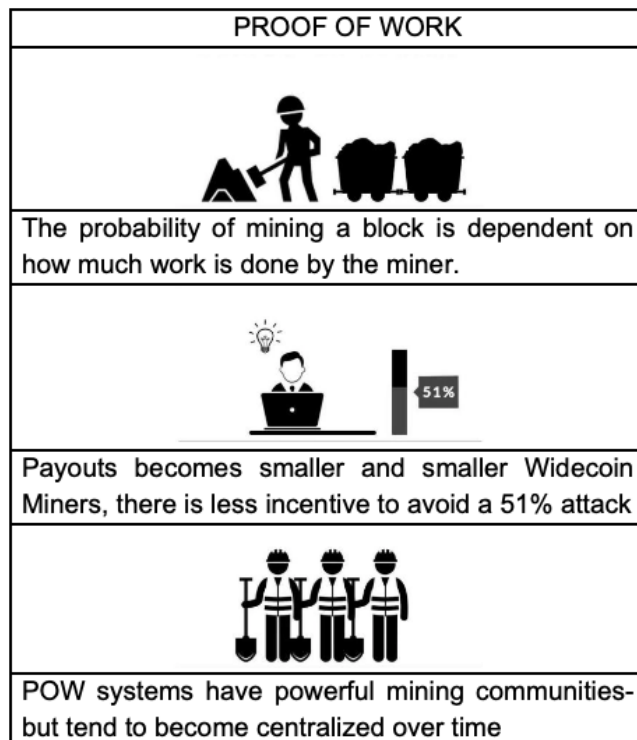 PROOF OF WORK
The probability of mining a block is dependent on
how much work is done by the miner.
51%
Payouts becomes smaller and smaller Widecoin
Miners, there is less incentive to avoid a 51% attack
POW systems have powerful mining communities-
but tend to become centralized over time